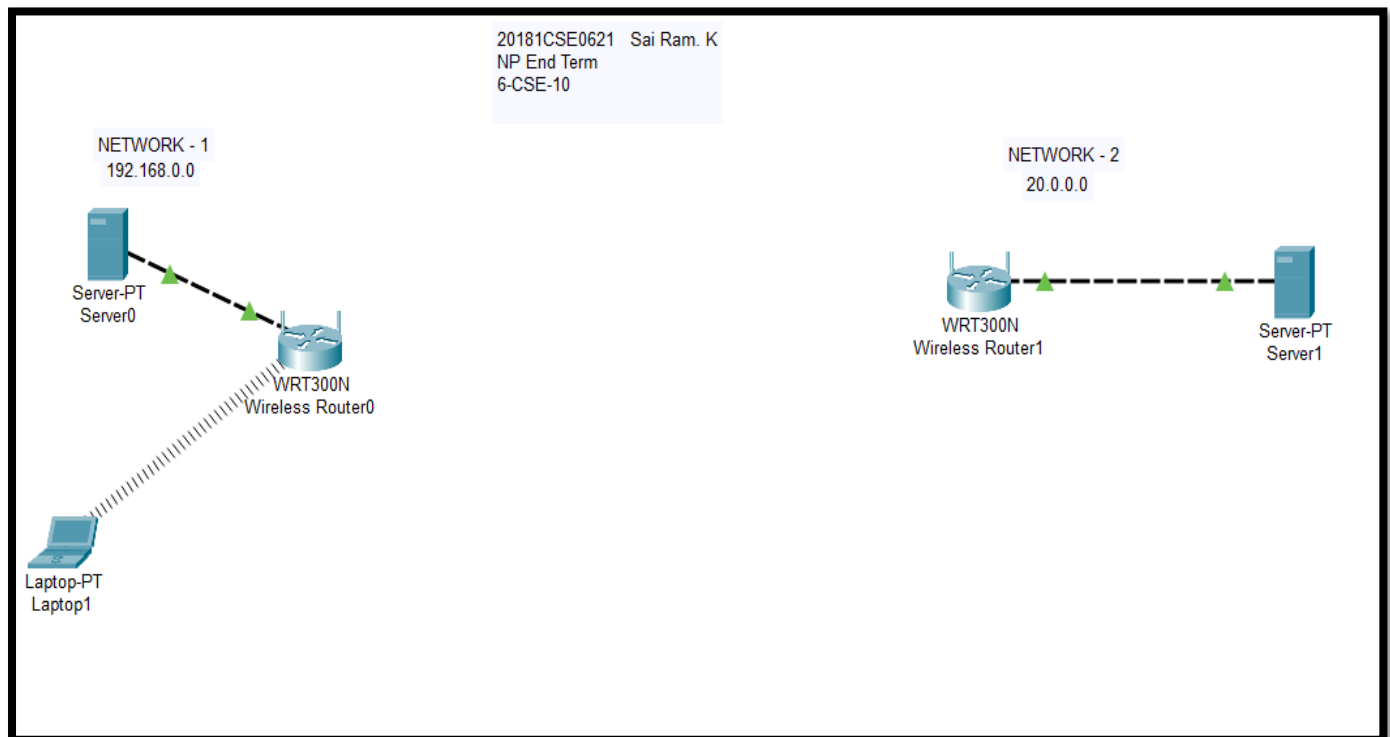 20181CSE0621 Sai Ram. K
NP End Term
6-CSE-10
NETWORK - 1
192.168.0.0
Server-PT
Server0
WRT300N
Wireless Router0
Laptop-PT
Laptop1
NETWORK - 2
20.0.0.0
WRT300N
Wireless Router1
Server-PT
Server1